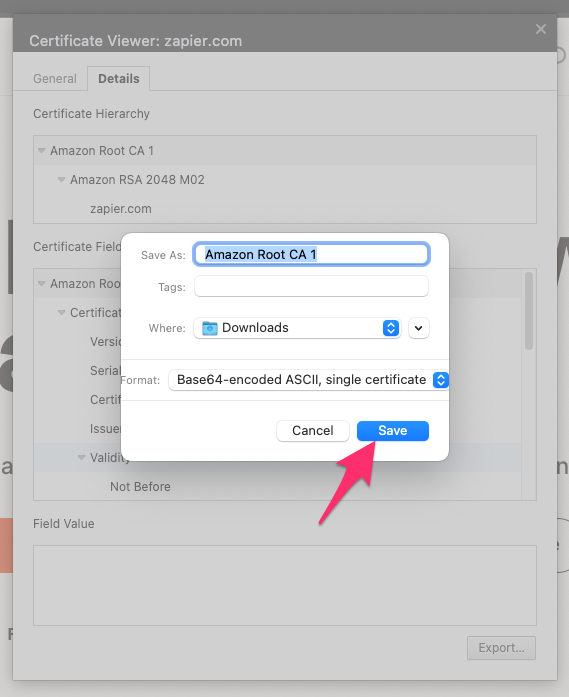 Certificate Viewer: zapier.com
General Details
Certificate Hierarchy
Amazon Root CA 1
Amazon RSA 2048 M02
zapier.com
Certificate Field
Save As: Amazon Root CA 1
Tags:
Where: Downloads
Format: Base64-encoded ASCII, single certificate
Cancel Save
Amazon Roo
Certificat
Versio
Serial
Certif
Issuer
Validity
Not Before
Field Value
Export...